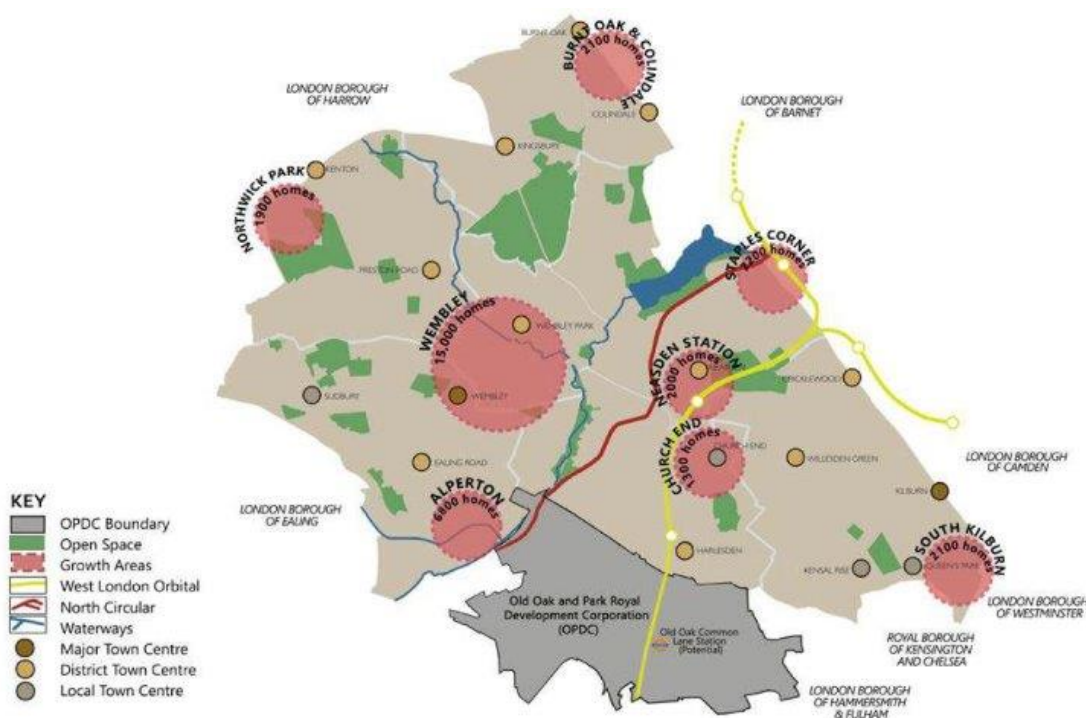 BURNT OAK & COLINDALE
2100 homes
BURNT OAK
COLINDALE
LONDON BOROUGH
OF HARROW
LONDON BOROUGH
OF BARNET
KINGSBURY
KENTON
NORTHWICK PARK
1900 homes
PRESTON ROAD
STAPLES CORNER
2200 homes
WEMBLEY
15,000 homes
WEMBLEY PARK
WEMBLEY
SUDBURY
NEASDEN STATION
2000 homes
CRICKLEWOOD
CHURCH END
1300 homes
CHURCH END
WILLESDEN GREEN
EALING ROAD
LONDON BOROUGH
OF CAMDEN
KILBURN
ALPERTON
6800 homes
LONDON BOROUGH
OF EALING
HARLESDEN
KENSAL RISE
QUEEN'S PARK
SOUTH KILBURN
2100 homes
LONDON BOROUGH
OF WESTMINSTER
Old Oak and Park Royal
Development Corporation
(OPDC)
Old Oak Common
Lane Station
(Potential)
ROYAL BOROUGH
OF KENSINGTON
AND CHELSEA
LONDON BOROUGH
OF HAMMERSMITH
& FULHAM
KEY
OPDC Boundary
Open Space
Growth Areas
West London Orbital
North Circular
Waterways
Major Town Centre
District Town Centre
Local Town Centre